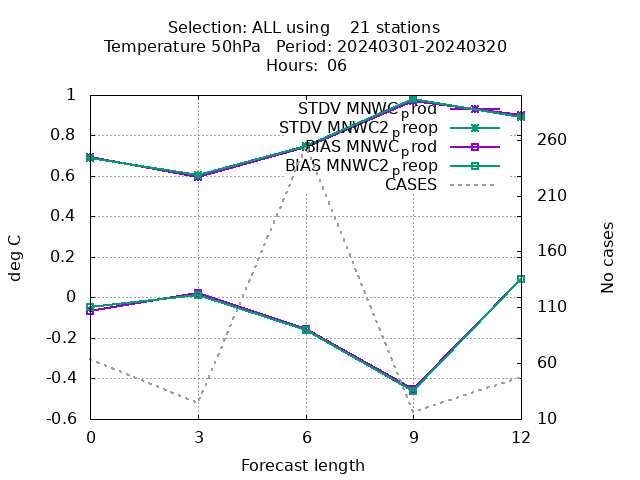 Selection: ALL using    21 stations
Temperature 50hPa   Period: 20240301-20240320
Hours: 06
1
0.8
0.6
0.4
0.2
0
-0.2
-0.4
-0.6
deg C
STDV MNWC_prod
STDV MNWC2_preop
BIAS MNWC_prod
BIAS MNWC2_preop
CASES
260
210
160
110
60
10
No cases
0 3 6 9 12
Forecast length